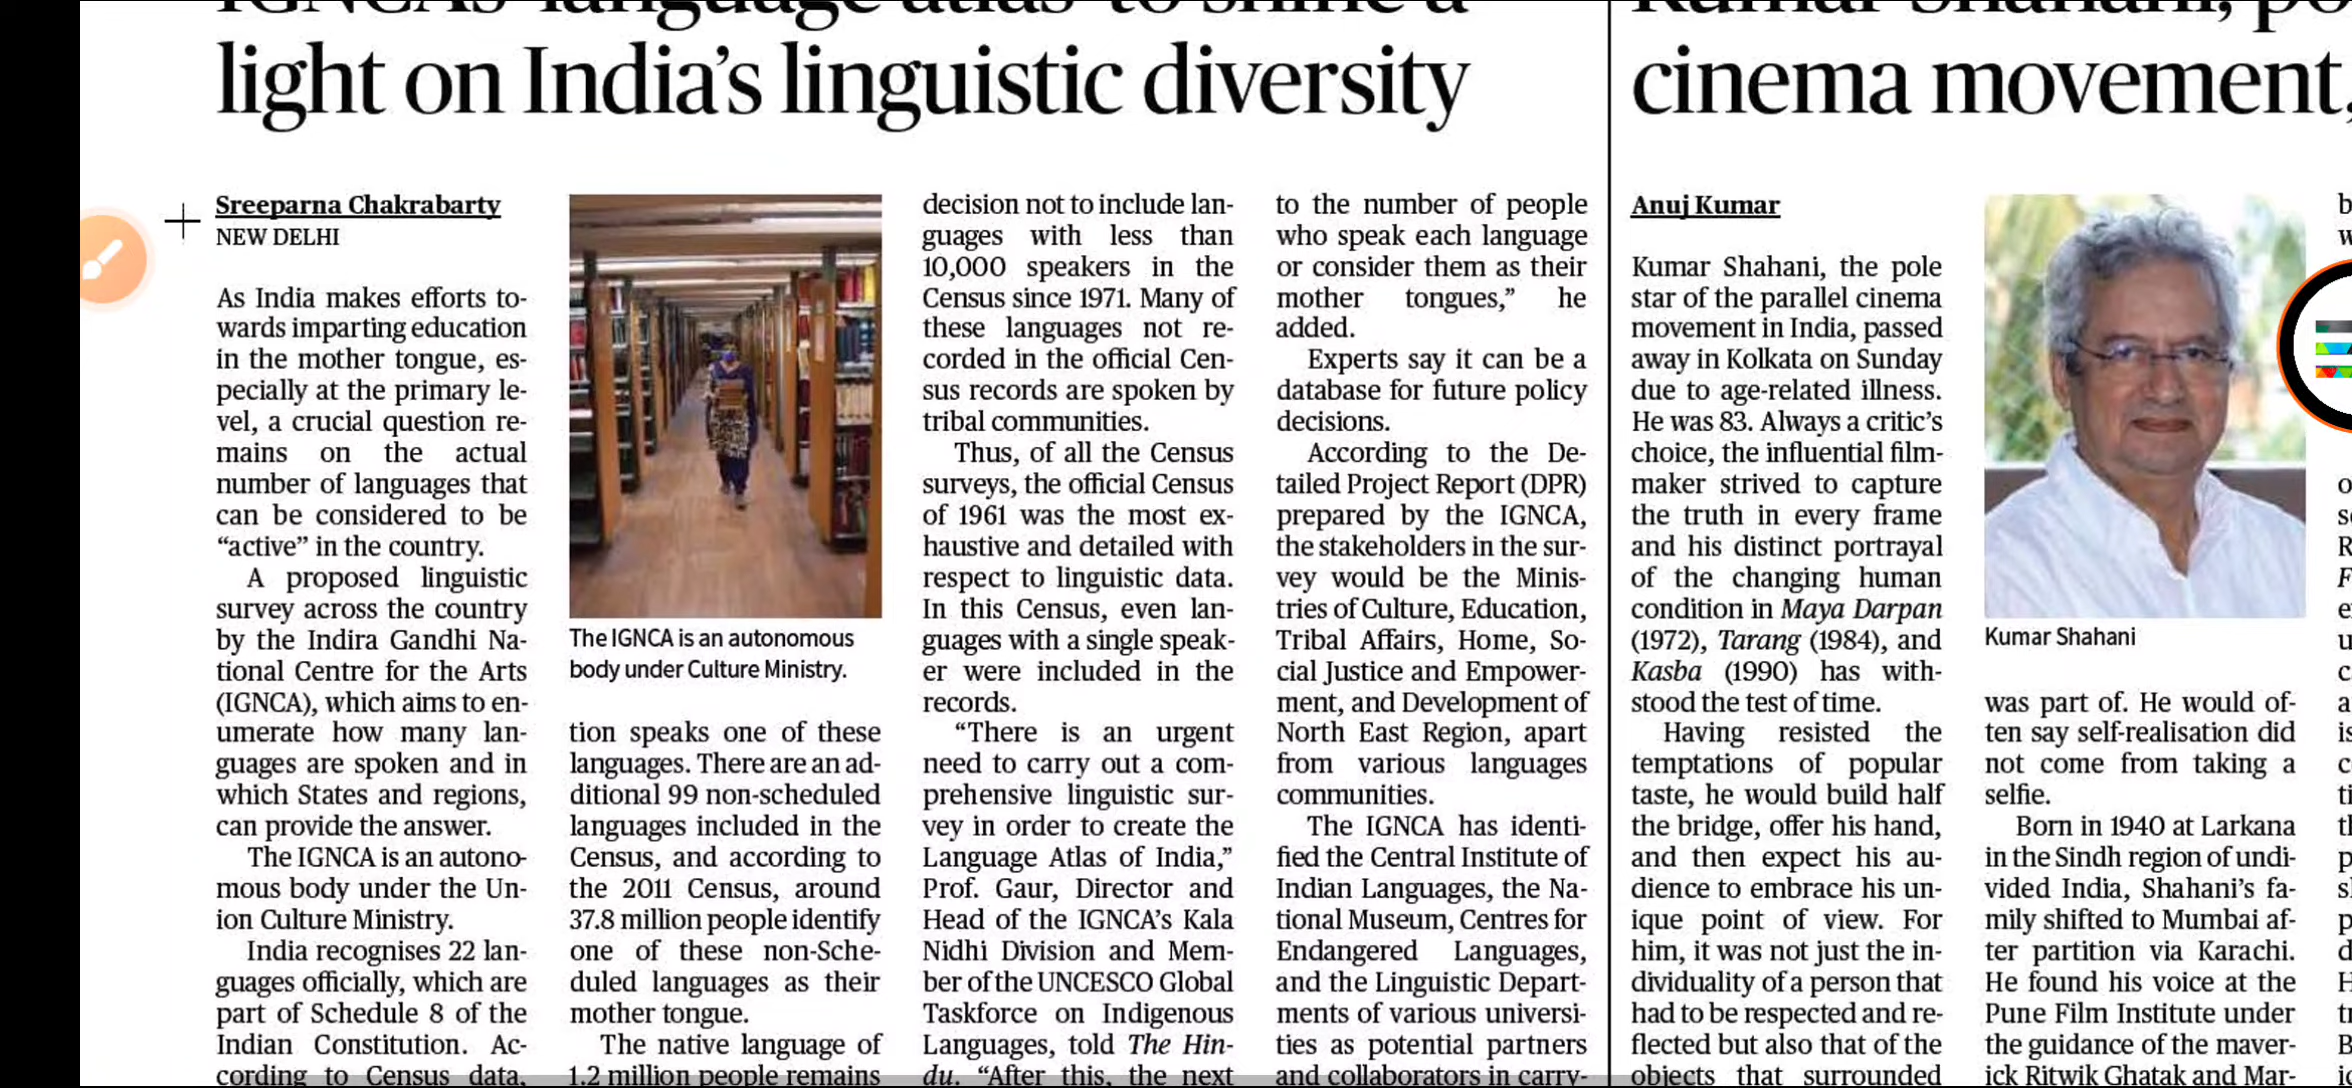 IGNCA's 'language atlas' to shine a
light on India's linguistic diversity
Sreeparna Chakrabarty
NEW DELHI
As India makes efforts to-
wards imparting education
in the mother tongue, es-
pecially at the primary le-
vel, a crucial question re-
mains on the actual
number of languages that
can be considered to be
“active” in the country.
A proposed linguistic
survey across the country
by the Indira Gandhi Na-
tional Centre for the Arts
(IGNCA), which aims to en-
umerate how many lan-
guages are spoken and in
which States and regions,
can provide the answer.
The IGNCA is an autono-
mous body under the Un-
ion Culture Ministry.
India recognises 22 lan-
guages officially, which are
part of Schedule 8 of the
Indian Constitution. Ac-
cording to Census data,
The IGNCA is an autonomous
body under Culture Ministry.
tion speaks one of these
languages. There are an ad-
ditional 99 non-scheduled
languages included in the
Census, and according to
the 2011 Census, around
37.8 million people identify
one of these non-Sche-
duled languages as their
mother tongue.
The native language of
1.2 million people remains
decision not to include lan-
guages with less than
10,000 speakers in the
Census since 1971. Many of
these languages not re-
corded in the official Cen-
sus records are spoken by
tribal communities.
Thus, of all the Census
surveys, the official Census
of 1961 was the most ex-
haustive and detailed with
respect to linguistic data.
In this Census, even lan-
guages with a single speak-
er were included in the
records.
“There is an urgent
need to carry out a com-
prehensive linguistic sur-
vey in order to create the
Language Atlas of India,”
Prof. Gaur, Director and
Head of the IGNCA’s Kala
Nidhi Division and Mem-
ber of the UNCESCO Global
Taskforce on Indigenous
Languages, told The Hin-
du. “After this, the next
to the number of people
who speak each language
or consider them as their
mother tongues,” he
added.
Experts say it can be a
database for future policy
decisions.
According to the De-
tailed Project Report (DPR)
prepared by the IGNCA,
the stakeholders in the sur-
vey would be the Minis-
tries of Culture, Education,
Tribal Affairs, Home, So-
cial Justice and Empower-
ment, and Development of
North East Region, apart
from various languages
communities.
The IGNCA has identi-
fied the Central Institute of
Indian Languages, the Na-
tional Museum, Centres for
Endangered Languages,
and the Linguistic Depart-
ments of various universi-
ties as potential partners
and collaborators in carry-
Kumar Shahani,
cinema movement,
Anuj Kumar
Kumar Shahani, the pole
star of the parallel cinema
movement in India, passed
away in Kolkata on Sunday
due to age-related illness.
He was 83. Always a critic’s
choice, the influential film-
maker strived to capture
the truth in every frame
and his distinct portrayal
of the changing human
condition in Maya Darpan
(1972), Tarang (1984), and
Kasba (1990) has with-
stood the test of time.
Having resisted the
temptations of popular
taste, he would build half
the bridge, offer his hand,
and then expect his au-
dience to embrace his un-
ique point of view. For
him, it was not just the in-
dividuality of a person that
had to be respected and re-
flected but also that of the
objects that surrounded
Kumar Shahani
was part of. He would of-
ten say self-realisation did
not come from taking a
selfie.
Born in 1940 at Larkana
in the Sindh region of undi-
vided India, Shahani’s fa-
mily shifted to Mumbai af-
ter partition via Karachi.
He found his voice at the
Pune Film Institute under
the guidance of the maver-
ick Ritwik Ghatak and Mar-